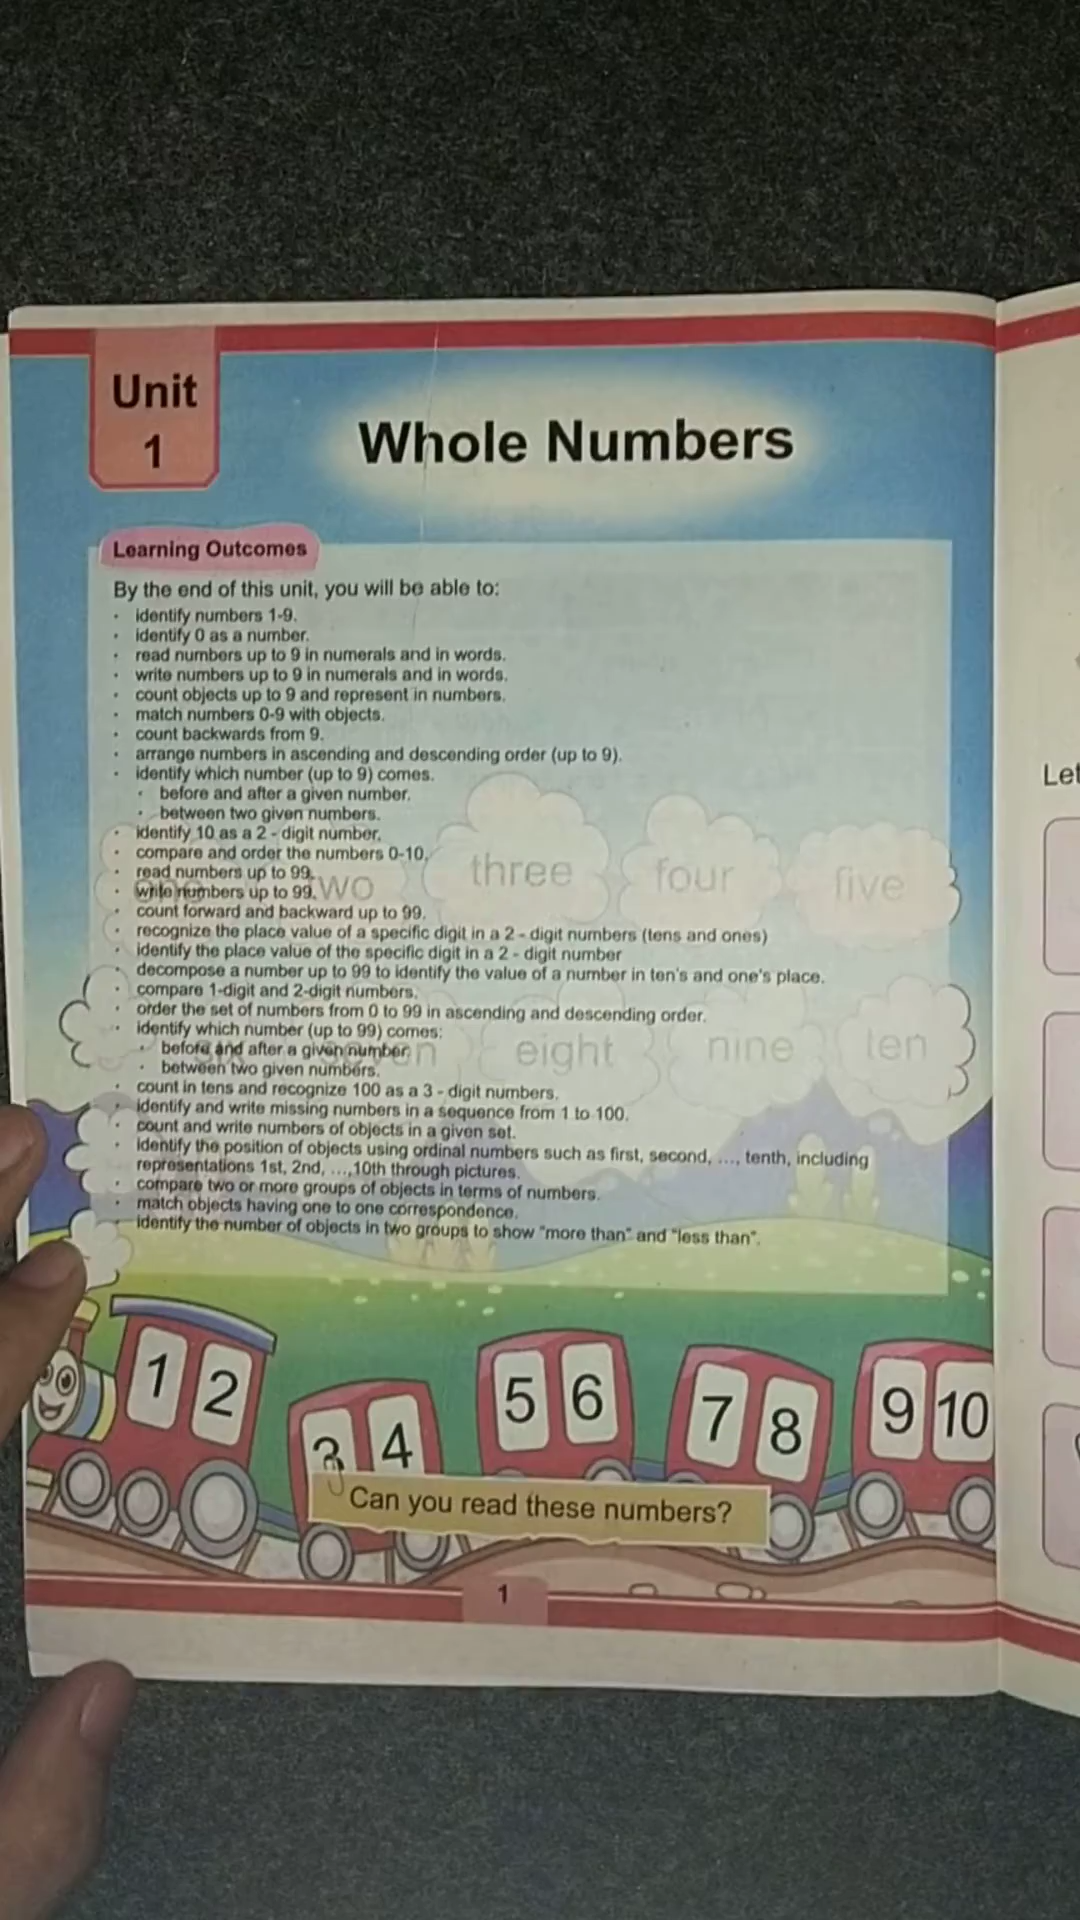 Unit
1
Whole Numbers
Learning Outcomes
By the end of this unit, you will be able to:
· identify numbers 1-9.
· identify 0 as a number.
· read numbers up to 9 in numerals and in words.
· write numbers up to 9 in numerals and in words.
· count objects up to 9 and represent in numbers.
· match numbers 0-9 with objects.
· count backwards from 9.
· arrange numbers in ascending and descending order (up to 9).
· identify which number (up to 9) comes.
· before and after a given number.
· between two given numbers.
· identify 10 as a 2 - digit number.
· compare and order the numbers 0-10.
· read numbers up to 99.
· write numbers up to 99.
· count forward and backward up to 99.
· recognize the place value of a specific digit in a 2 - digit numbers (tens and ones)
· identify the place value of the specific digit in a 2 - digit number
· decompose a number up to 99 to identify the value of a number in ten's and one's place.
· compare 1-digit and 2-digit numbers.
· order the set of numbers from 0 to 99 in ascending and descending order.
· identify which number (up to 99) comes:
· before and after a given number.
· between two given numbers.
· count in tens and recognize 100 as a 3 - digit numbers.
· identify and write missing numbers in a sequence from 1 to 100.
· count and write numbers of objects in a given set.
· identify the position of objects using ordinal numbers such as first, second, ..., tenth, including
representations 1st, 2nd, ...,10th through pictures.
· compare two or more groups of objects in terms of numbers.
· match objects having one to one correspondence.
· identify the number of objects in two groups to show "more than" and "less than".
one two three four five
six seven eight nine ten
1 2 3 4 5 6 7 8 9 10
Can you read these numbers?
1
Let